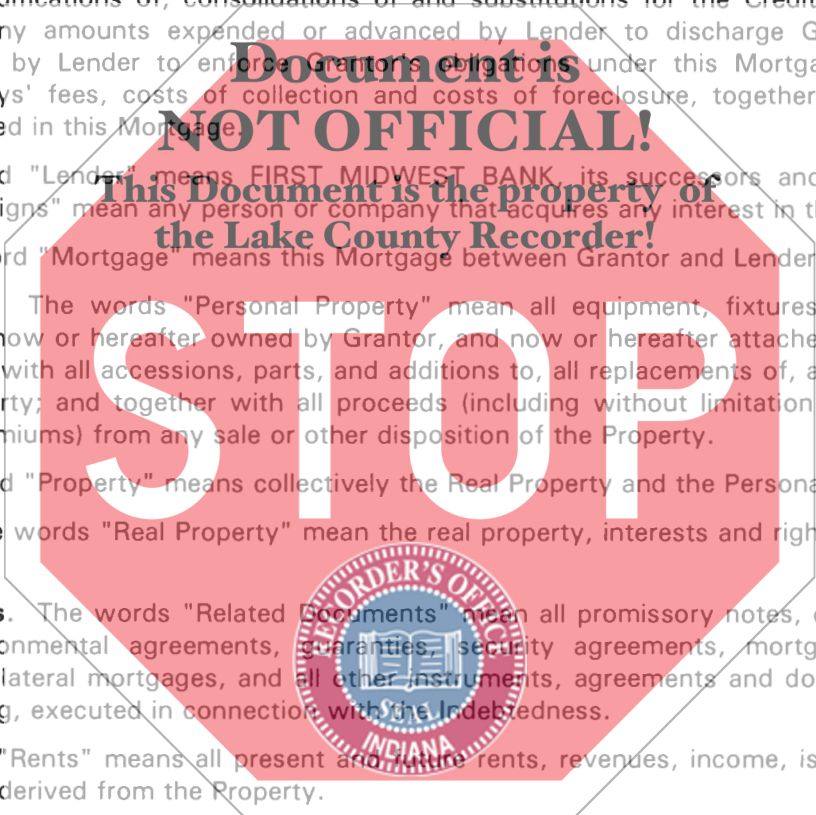 ny amounts expended or advanced by Lender to discharge G
Document is
by Lender to enforce Grantor's obligations under this Mortga
ys' fees, costs of collection and costs of foreclosure, together
ed in this Mortgage.
NOT OFFICIAL!
d "Lender" means FIRST MIDWEST BANK, its successors and
This Document is the property of
igns" mean any person or company that acquires any interest in th
the Lake County Recorder!
rd "Mortgage" means this Mortgage between Grantor and Lender
The words "Personal Property" mean all equipment, fixtures
now or hereafter owned by Grantor, and now or hereafter attache
with all accessions, parts, and additions to, all replacements of, a
rty; and together with all proceeds (including without limitation
miums) from any sale or other disposition of the Property.
STOP
d "Property" means collectively the Real Property and the Persona
e words "Real Property" mean the real property, interests and righ
RECORDER'S OFFICE
s. The words "Related Documents" mean all promissory notes, c
onmental agreements, guaranties, security agreements, mortg
lateral mortgages, and all other instruments, agreements and do
g, executed in connection with the Indebtedness.
SEAL
INDIANA
"Rents" means all present and future rents, revenues, income, is
derived from the Property.